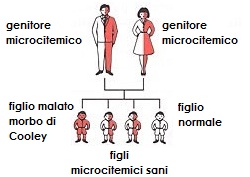 genitore
microcitemico
genitore
microcitemico
figlio malato
morbo di
Cooley
figlio
normale
figli
microcitemici sani